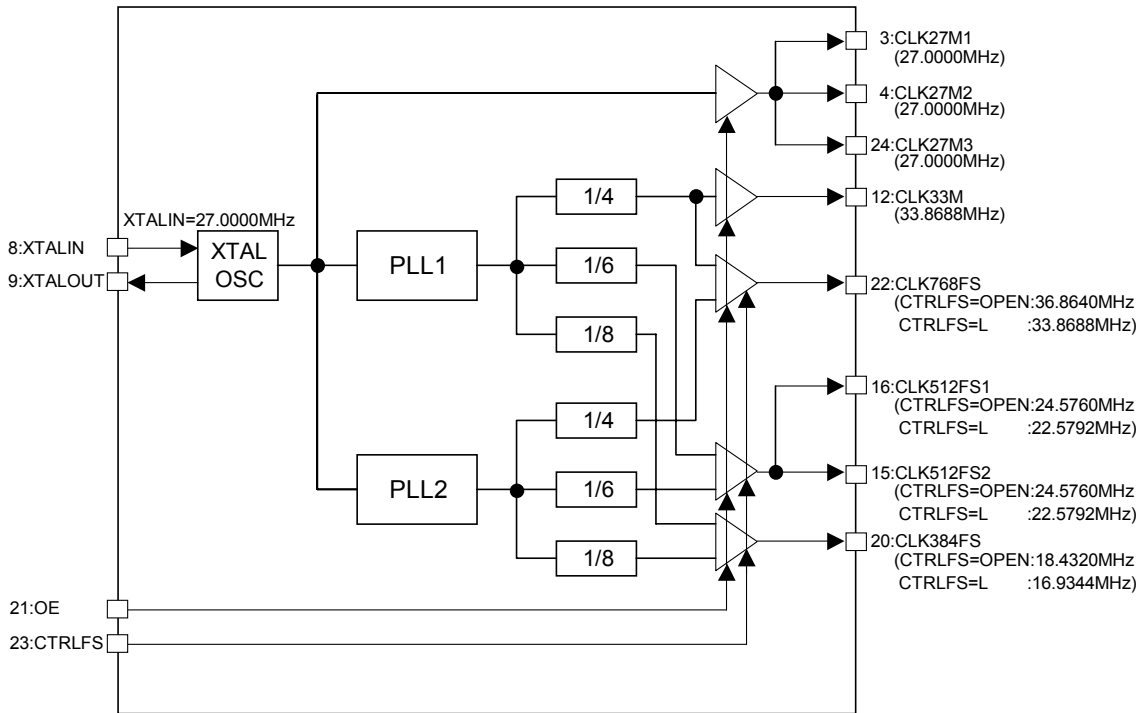 3:CLK27M1
(27.0000MHz)
4:CLK27M2
(27.0000MHz)
24:CLK27M3
(27.0000MHz)
12:CLK33M
(33.8688MHz)
XTALIN=27.0000MHz
8:XTALIN
9:XTALOUT
XTAL
OSC
PLL1
1/4
1/6
1/8
22:CLK768FS
(CTRLFS=OPEN:36.8640MHz
CTRLFS=L :33.8688MHz)
PLL2
1/4
1/6
1/8
16:CLK512FS1
(CTRLFS=OPEN:24.5760MHz
CTRLFS=L :22.5792MHz)
15:CLK512FS2
(CTRLFS=OPEN:24.5760MHz
CTRLFS=L :22.5792MHz)
20:CLK384FS
(CTRLFS=OPEN:18.4320MHz
CTRLFS=L :16.9344MHz)
21:OE
23:CTRLFS